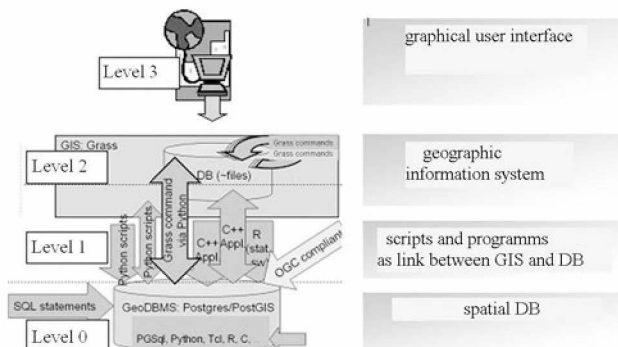 Level 3
graphical user interface
GIS: Grass
Grass commands
Grass commands
Level 2
DB (~files)
geographic
information system
Level 1
Python scripts
Python scripts
Grass command
via Python
C++
Appl.
C++
Appl.
R
(stat.
sw)
OGC compliant
scripts and programms
as link between GIS and DB
SQL statements
GeoDBMS: Postgres/PostGIS
spatial DB
Level 0
PGSql, Python, Tcl, R, C, ..